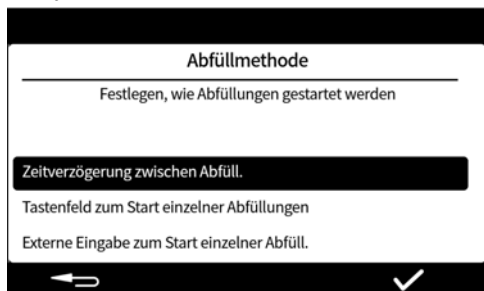 Abfüllmethode
Festlegen, wie Abfüllungen gestartet werden
Zeitverzögerung zwischen Abfüll.
Tastenfeld zum Start einzelner Abfüllungen
Externe Eingabe zum Start einzelner Abfüll.